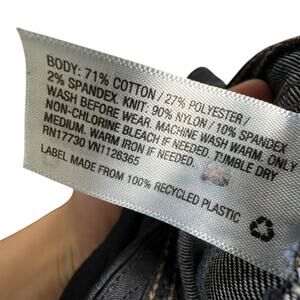 BODY: 71% COTTON / 27% POLYESTER /
2% SPANDEX. KNIT: 90% NYLON / 10% SPANDEX
WASH BEFORE WEAR. MACHINE WASH WARM. ONLY
NON-CHLORINE BLEACH IF NEEDED. TUMBLE DRY
MEDIUM. WARM IRON IF NEEDED.
RN17730 VN1126365
LABEL MADE FROM 100% RECYCLED PLASTIC